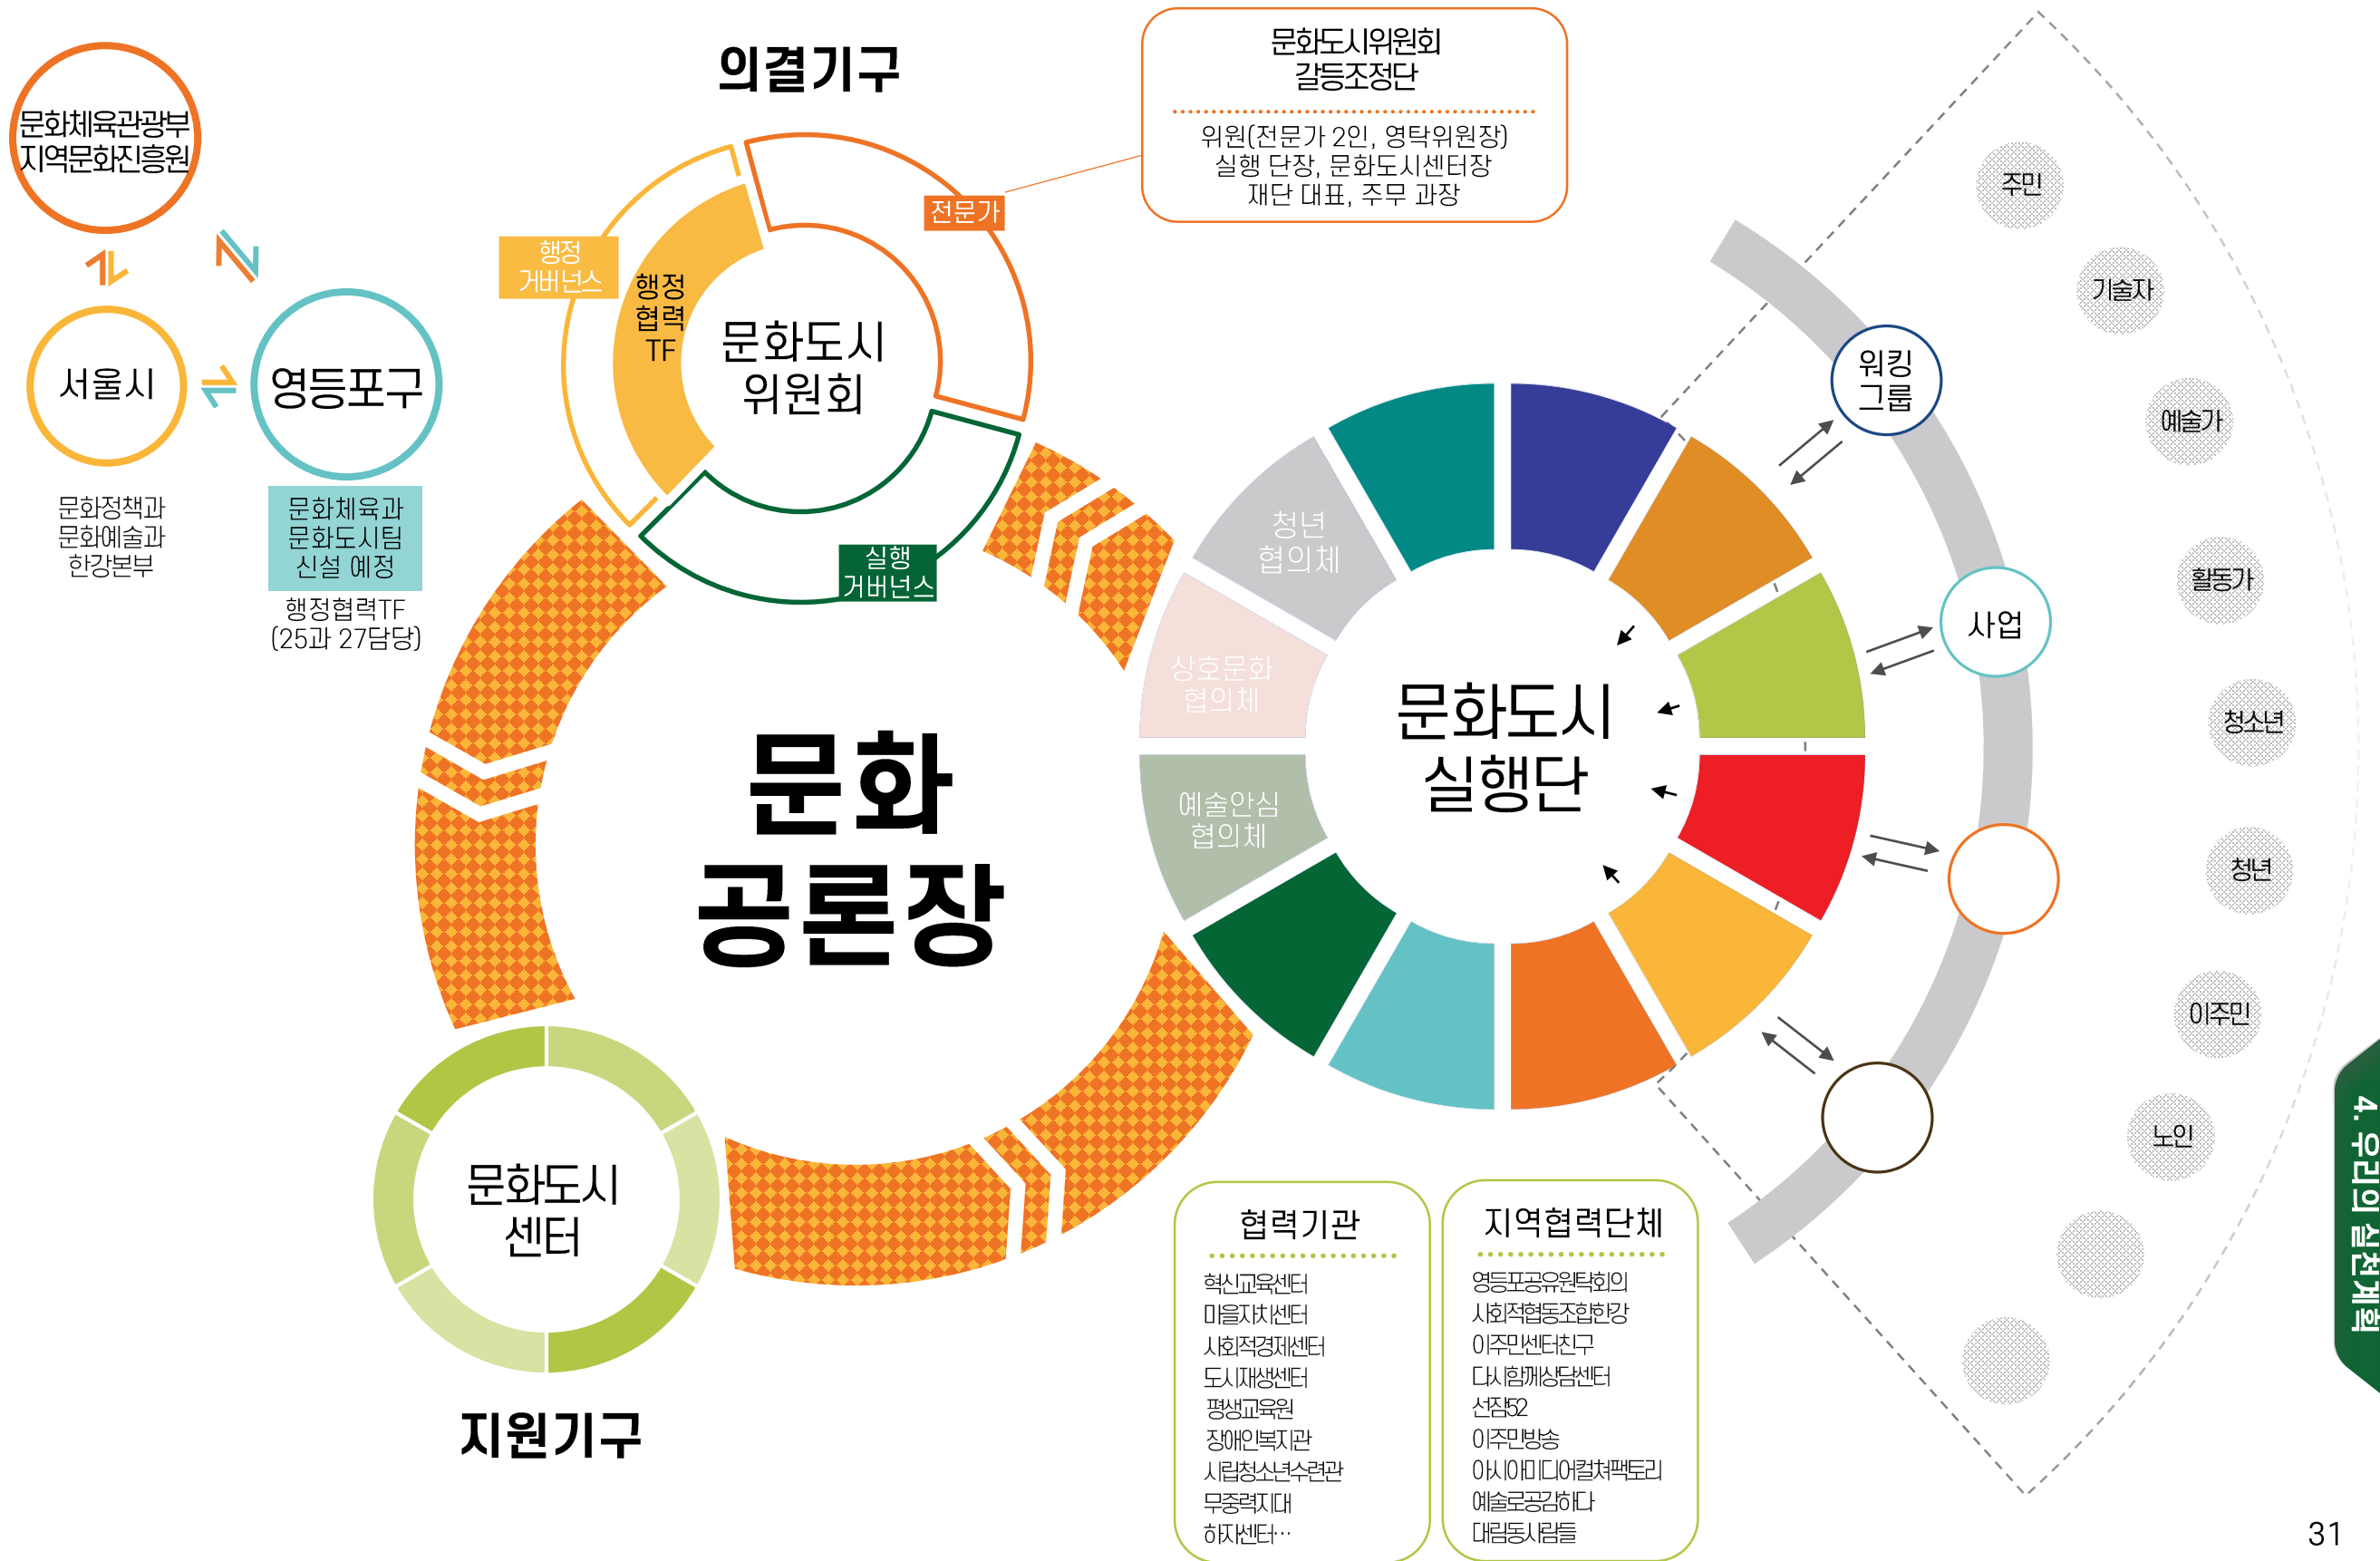 문화체육관광부
지역문화진흥원
서울시
영등포구
문화정책과
문화예술과
한강본부
문화체육과
문화도시팀
신설 예정
행정협력TF
(25과 27담당)
의결기구
행정
거버넌스
행정
협력
TF
문화도시
위원회
전문가
실행
거버넌스
문화도시위원회
갈등조정단
위원(전문가 2인, 영탁위원장)
실행 단장, 문화도시센터장
재단 대표, 주무 과장
문화
공론장
문화도시
센터
지원기구
청년
협의체
상호문화
협의체
예술안심
협의체
문화도시
실행단
워킹
그룹
사업
주민
기술자
예술가
활동가
청소년
청년
이주민
노인
협력기관
혁신교육센터
마을자치센터
사회적경제센터
도시재생센터
평생교육원
장애인복지관
시립청소년수련관
무중력지대
하자센터…
지역협력단체
영등포공유원탁회의
사회적협동조합한강
이주민센터친구
다시함께상담센터
선잠52
이주민방송
아시아미디어컬쳐팩토리
예술로공감하다
대림동사람들
4. 우리의 실천계획
31